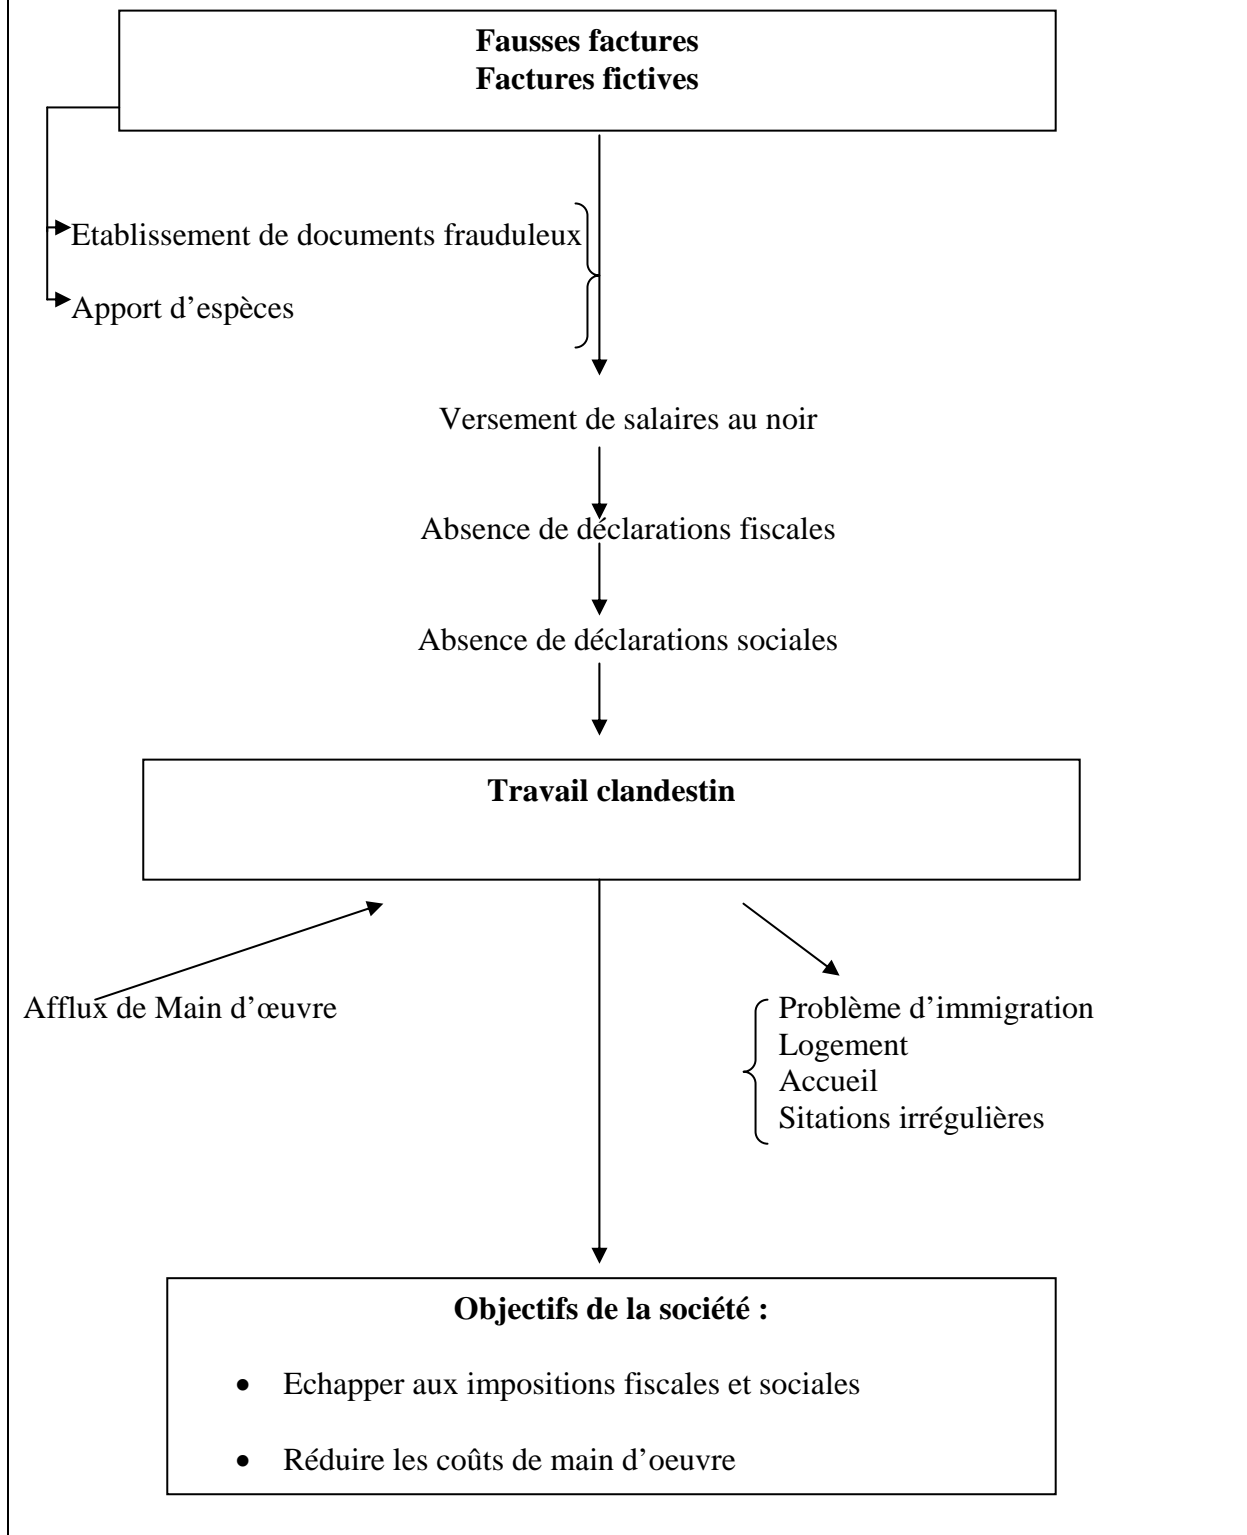 Fausses factures
Factures fictives
Etablissement de documents frauduleux
Apport d’espèces
Versement de salaires au noir
Absence de déclarations fiscales
Absence de déclarations sociales
Travail clandestin
Afflux de Main d’œuvre
Problème d’immigration
Logement
Accueil
Sitations irrégulières
Objectifs de la société :
• Echapper aux impositions fiscales et sociales
• Réduire les coûts de main d’oeuvre